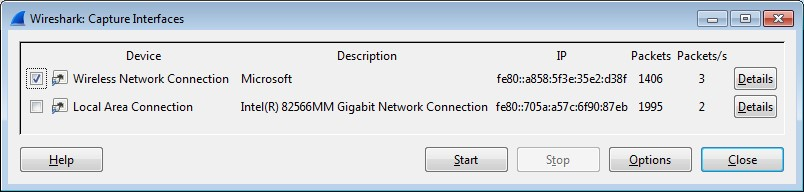 Wireshark: Capture Interfaces
Device Description IP Packets Packets/s
Wireless Network Connection Microsoft fe80::a858:5f3e:35e2:d38f 1406 3 Details
Local Area Connection Intel(R) 82566MM Gigabit Network Connection fe80::705a:a57c:6f90:87eb 1995 2 Details
Help Start Stop Options Close